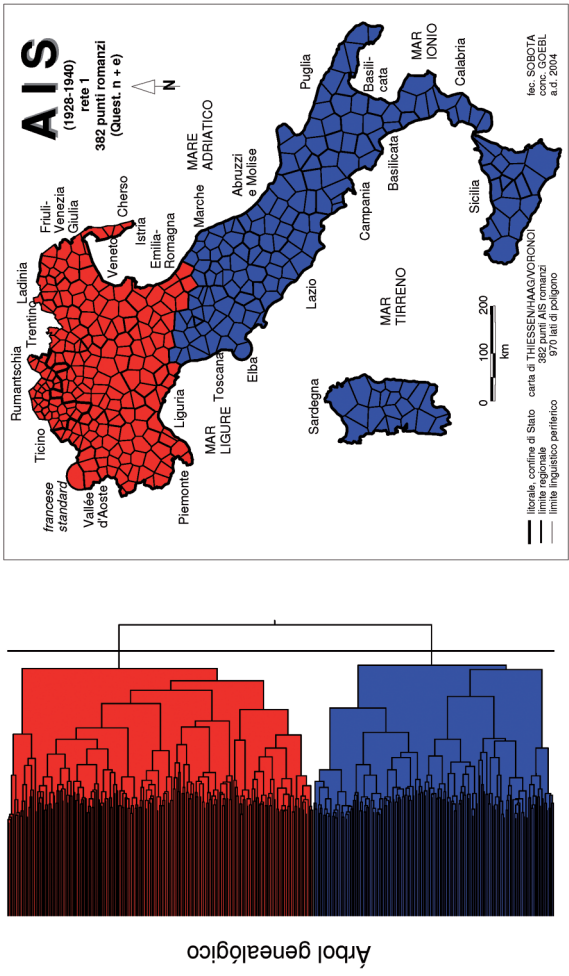 AIS
(1928-1940)
rete 1
382 punti romanzi
(Quest. n + e)
N
francese
standard
Vallée
d'Aoste
Ticino
Rumantschia
Trentino
Ladinia
Friuli-
Venezia
Giulia
Veneto
Cherso
Istria
Emilia-
Romagna
Marche
MARE
ADRIATICO
Abruzzi
e Molise
Puglia
Basili-
cata
MAR
IONIO
Calabria
Piemonte
Liguria
MAR
LIGURE
Toscana
Elba
Lazio
MAR
TIRRENO
Campania
Basilicata
Sicilia
Sardegna
0
100
200
km
litorale, confine di Stato
limite regionale
limite linguistico periferico
carta di THIESSEN/HAAG/VORONOI
382 punti AIS romanzi
970 lati di poligono
fec. SOBOTA
conc. GOEBL
a.d. 2004
Árbol genealógico